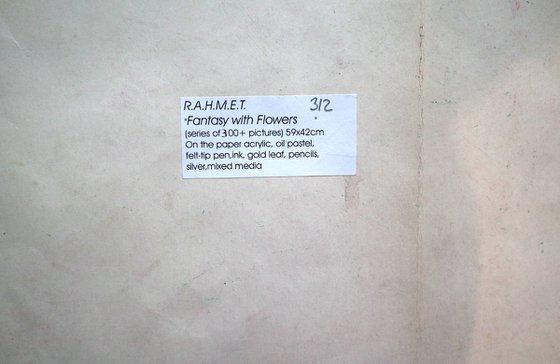 R.A.H.M.E.T. 312
"Fantasy with Flowers "
(series of 300+ pictures) 59x42cm
On the paper acrylic, oil pastel,
felt-tip pen,ink, gold leaf, pencils,
silver,mixed media